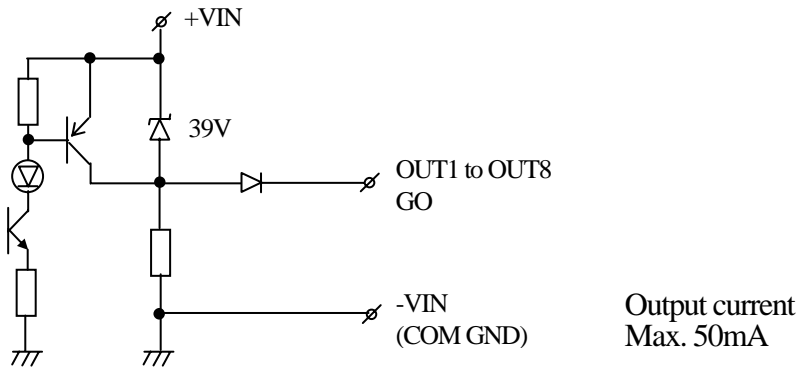 +VIN
39V
OUT1 to OUT8
GO
-VIN
(COM GND)
Output current
Max. 50mA